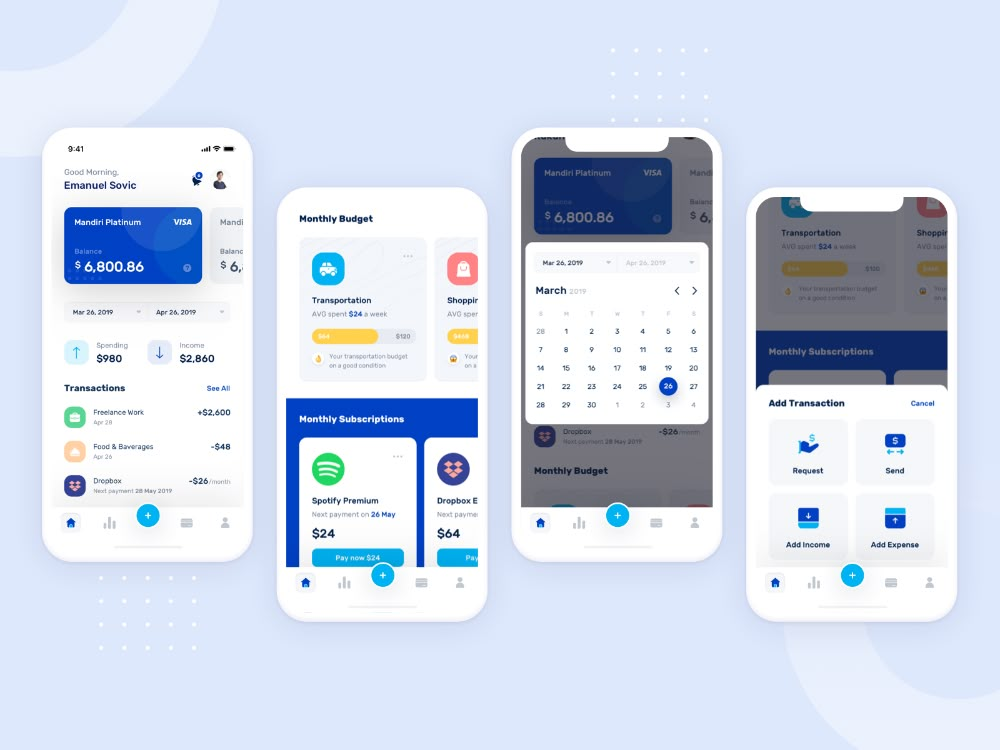 9:41
Good Morning,
Emanuel Sovic
Mandiri Platinum VISA
Balance
$ 6,800.86
Mandi
Balanc
$ 6,
Mar 26, 2019 Apr 26, 2019
Spending
$980
Income
$2,860
Transactions See All
Freelance Work +$2,600
Apr 28
Food & Baverages -$48
Apr 26
Dropbox -$26/month
Next payment 28 May 2019
+
Monthly Budget
Transportation
AVG spent $24 a week
$64 $120
Your transportation budget
on a good condition
Shoppin
AVG spent
$468
Your
on a
Monthly Subscriptions
Spotify Premium
Next payment on 26 May
$24
Pay now $24
Dropbox E
Next payment
$64
Pay
+
Mandiri Platinum VISA
Balance
$ 6,800.86
Mandi
Balanc
$ 6,
Mar 26, 2019 Apr 26, 2019
March 2019
S M T W T F S
28 1 2 3 4 5 6
7 8 9 10 11 12 13
14 15 16 17 18 19 20
21 22 23 24 25 26 27
28 29 30 1 2 3 4
Dropbox -$26/month
Next payment 28 May 2019
Monthly Budget
+
Transportation
AVG spent $24 a week
$64 $100
Your transportation budget
on a good condition
Shoppin
AVG spent
$468
Your
on a
Monthly Subscriptions
Add Transaction Cancel
$
Request
$
Send
Add Income
Add Expense
+